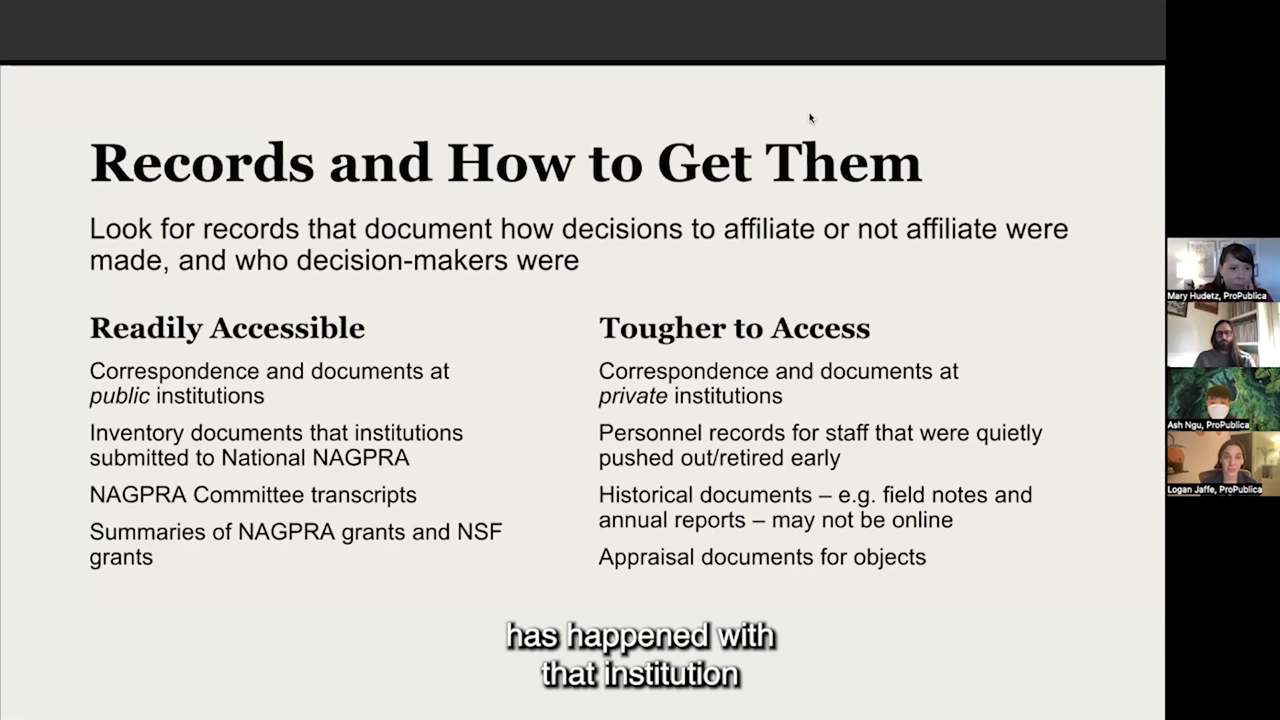 Records and How to Get Them
Look for records that document how decisions to affiliate or not affiliate were
made, and who decision-makers were
Readily Accessible
Correspondence and documents at
public institutions
Inventory documents that institutions
submitted to National NAGPRA
NAGPRA Committee transcripts
Summaries of NAGPRA grants and NSF
grants
Tougher to Access
Correspondence and documents at
private institutions
Personnel records for staff that were quietly
pushed out/retired early
Historical documents – e.g. field notes and
annual reports – may not be online
Appraisal documents for objects
has happened with
that institution
Mary Hudetz, ProPublica
Ash Ngu, ProPublica
Logan Jaffe, ProPublica